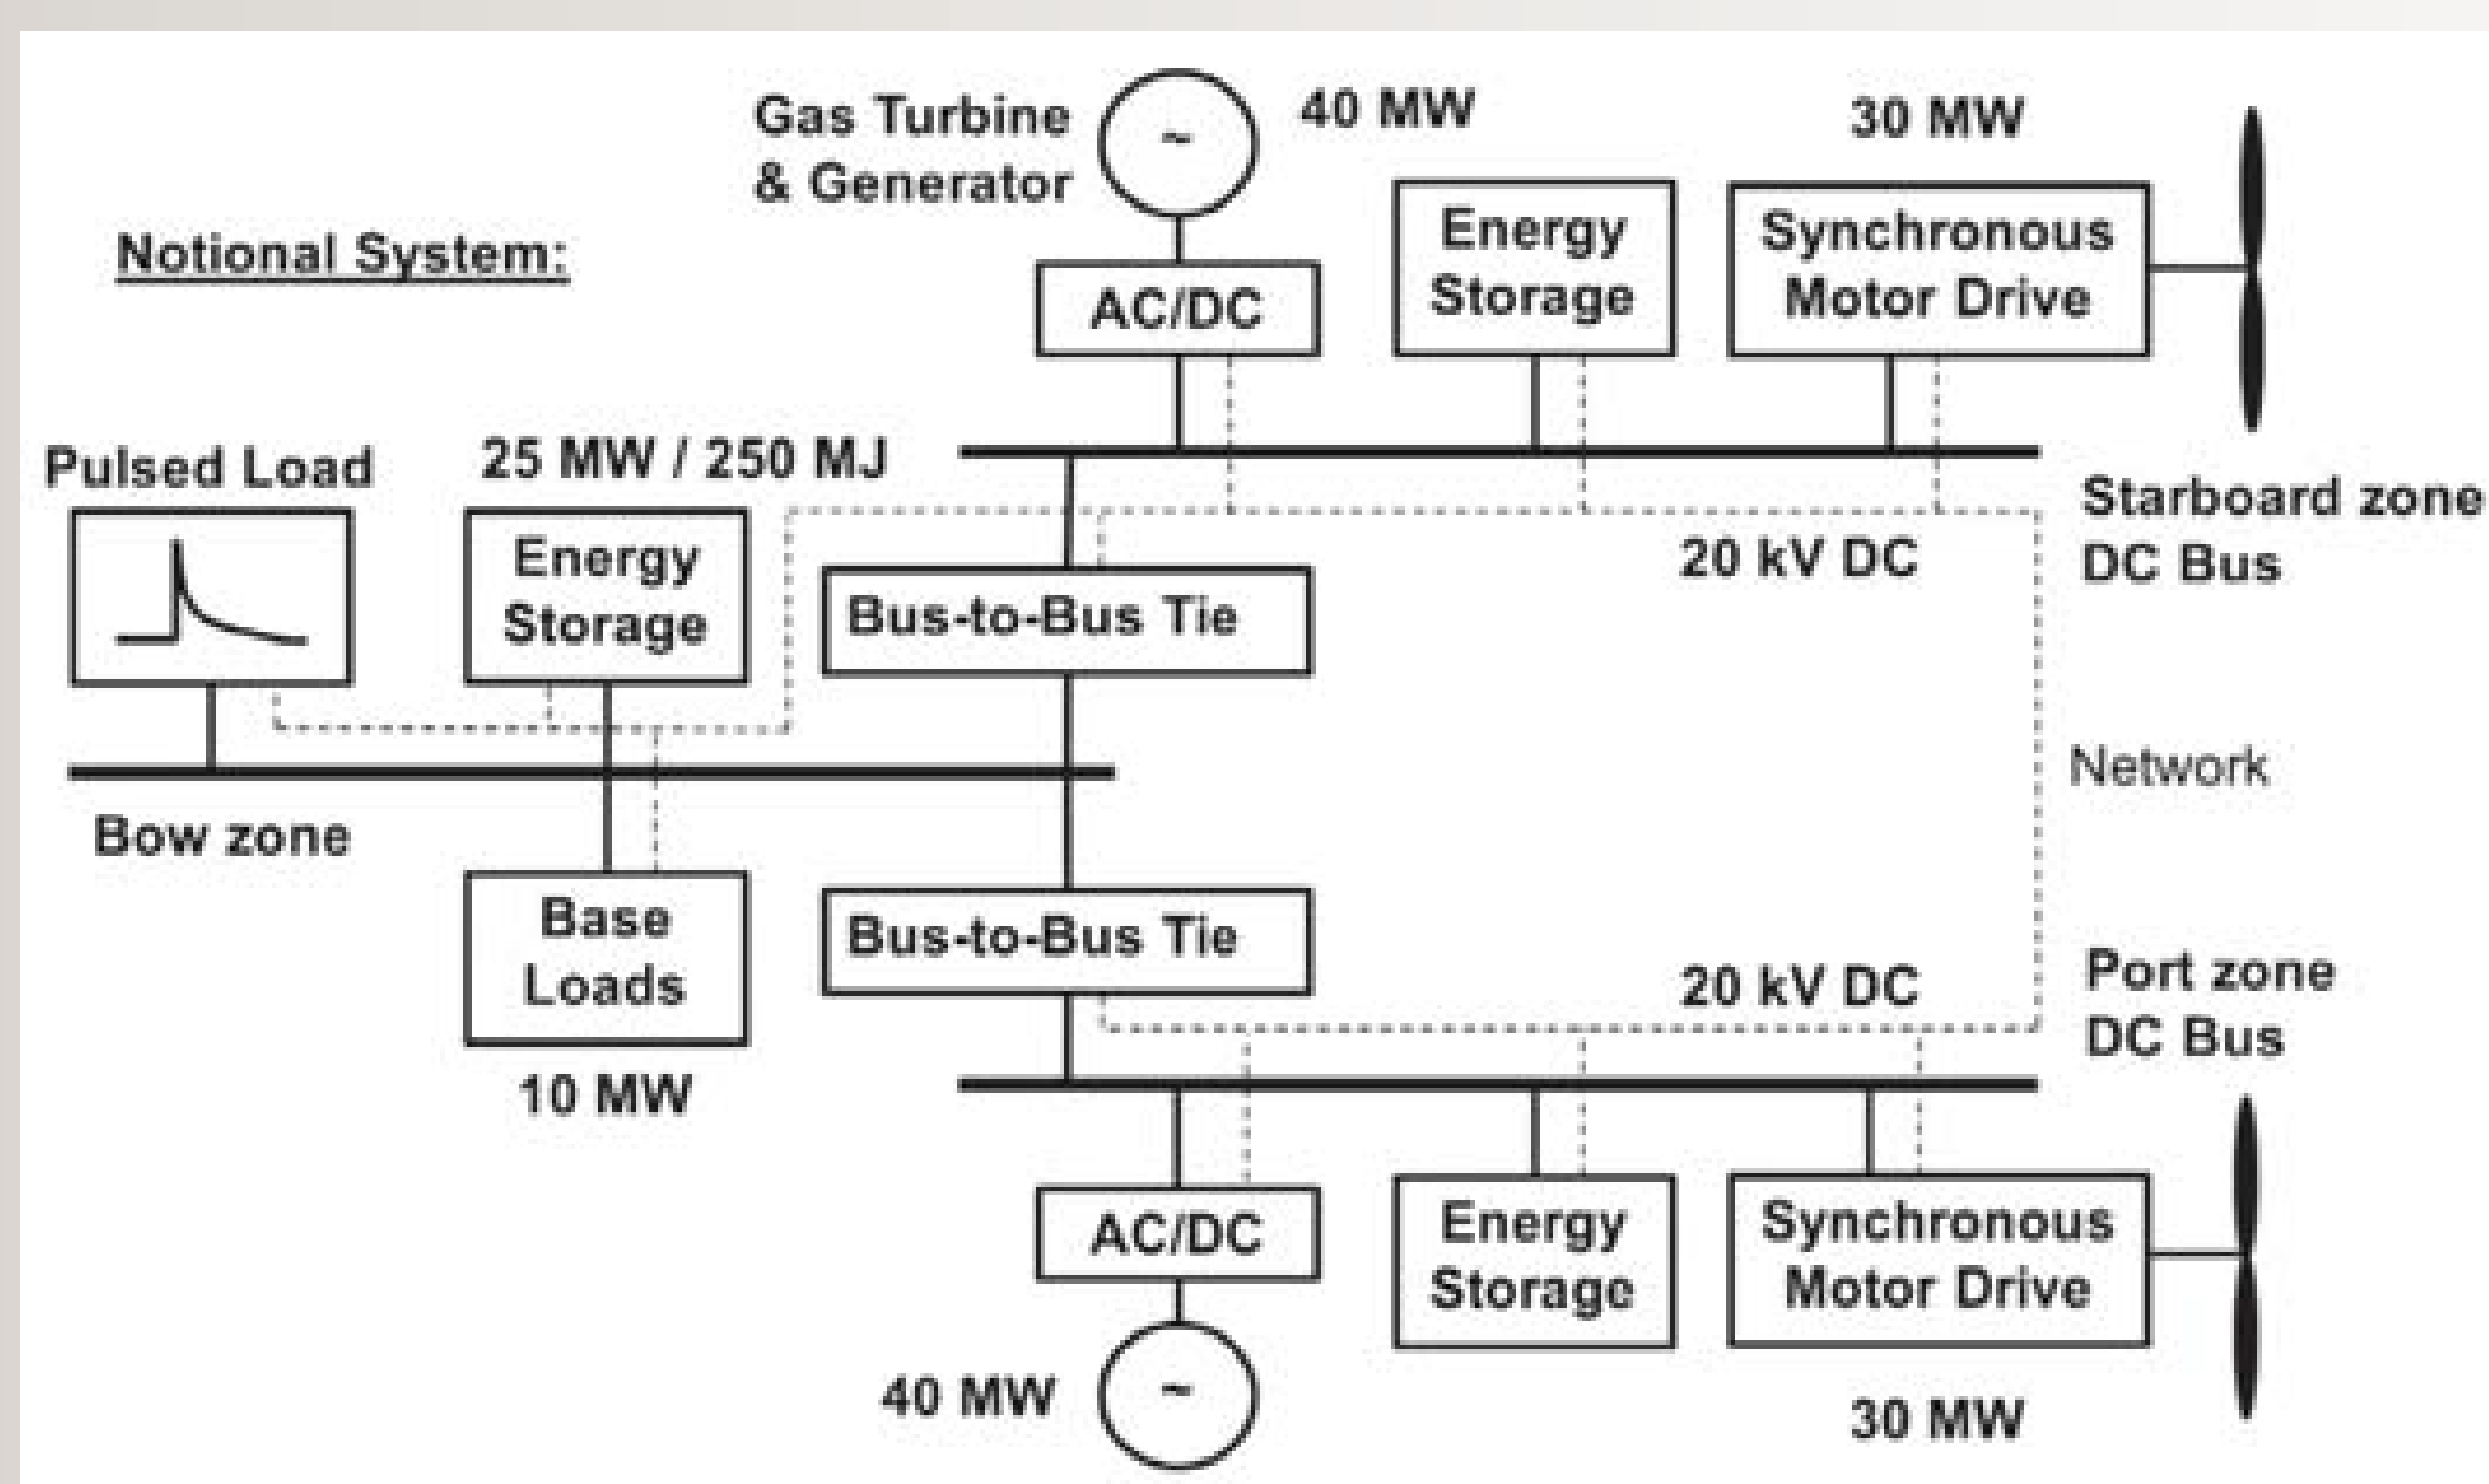 Gas Turbine
& Generator
~
40 MW
30 MW
Notional System:
AC/DC
Energy
Storage
Synchronous
Motor Drive
Pulsed Load
25 MW / 250 MJ
Energy
Storage
Bus-to-Bus Tie
20 kV DC
Starboard zone
DC Bus
Network
Bow zone
Base
Loads
10 MW
Bus-to-Bus Tie
20 kV DC
Port zone
DC Bus
AC/DC
Energy
Storage
Synchronous
Motor Drive
40 MW
~
30 MW